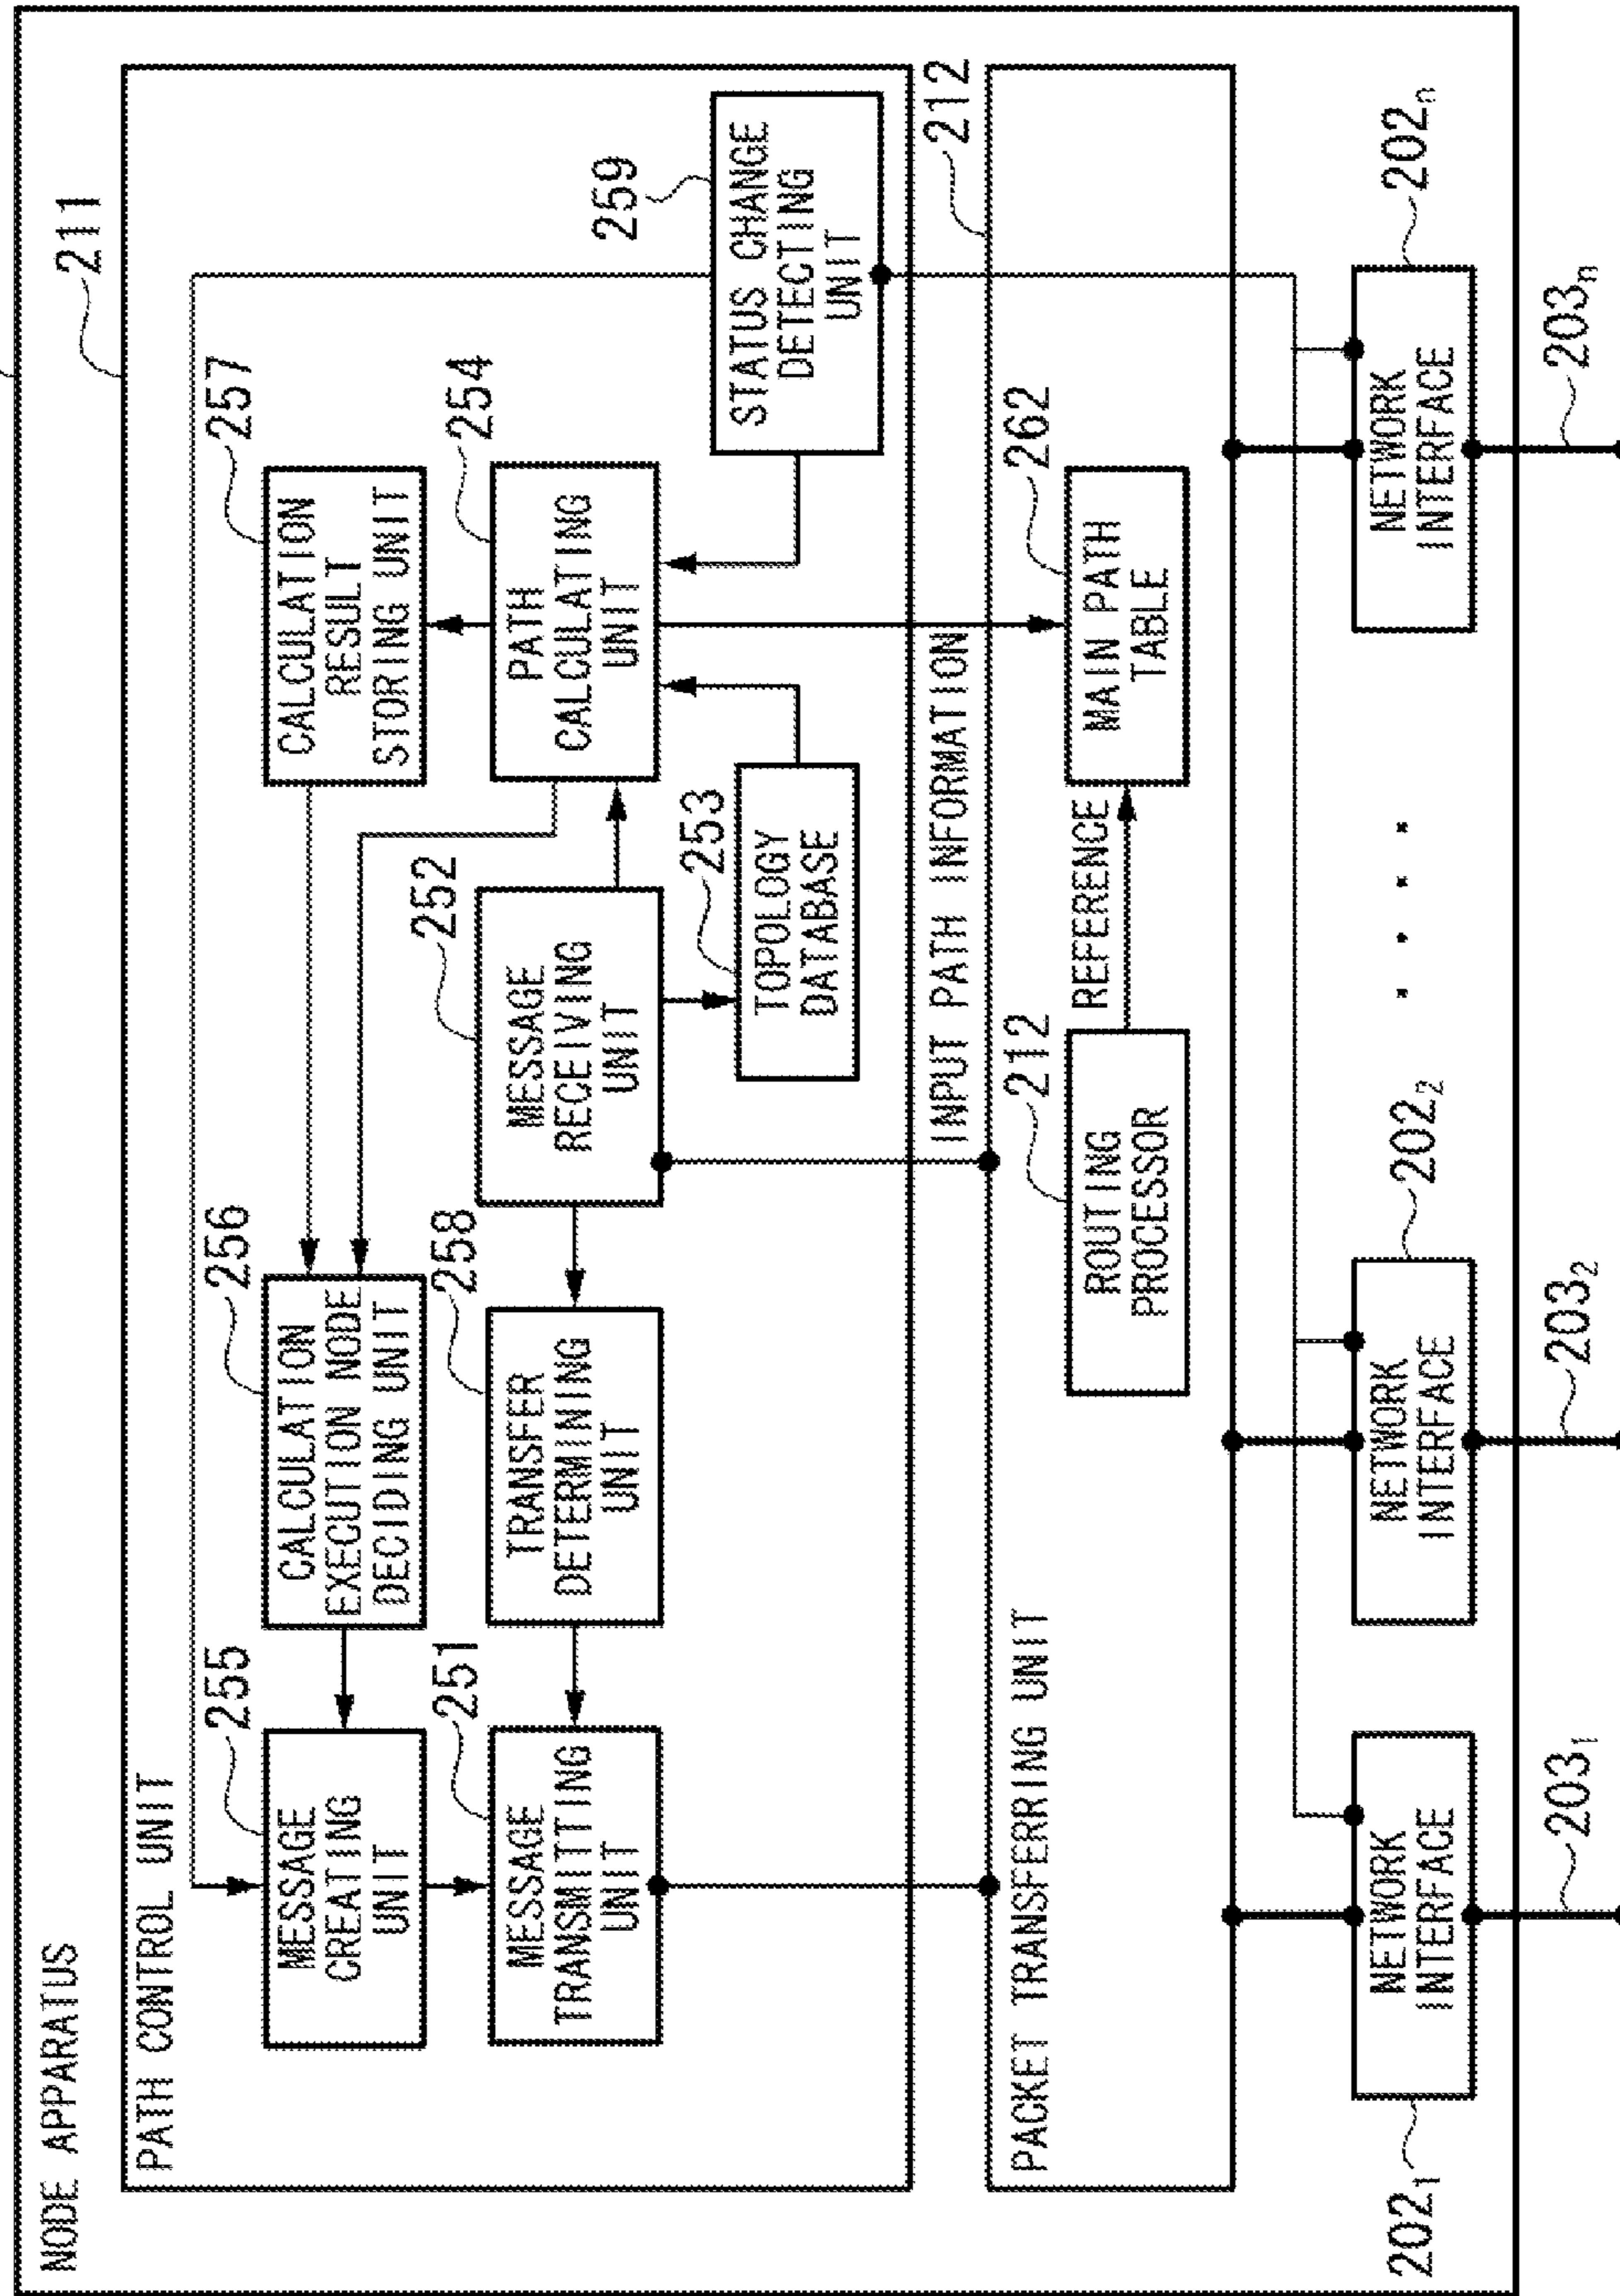 NODE APPARATUS
211
PATH CONTROL UNIT
255
MESSAGE
CREATING
UNIT
256
CALCULATION
EXECUTION NODE
DECIDING UNIT
257
CALCULATION
RESULT
STORING UNIT
251
MESSAGE
TRANSMITTING
UNIT
258
TRANSFER
DETERMINING
UNIT
252
MESSAGE
RECEIVING
UNIT
254
PATH
CALCULATING
UNIT
253
TOPOLOGY
DATABASE
259
STATUS CHANGE
DETECTING
UNIT
INPUT PATH INFORMATION
212
PACKET TRANSFERRING UNIT
212
ROUTING
PROCESSOR
REFERENCE
262
MAIN PATH
TABLE
202₁
NETWORK
INTERFACE
203₁
202₂
NETWORK
INTERFACE
203₂
202ₙ
NETWORK
INTERFACE
203ₙ